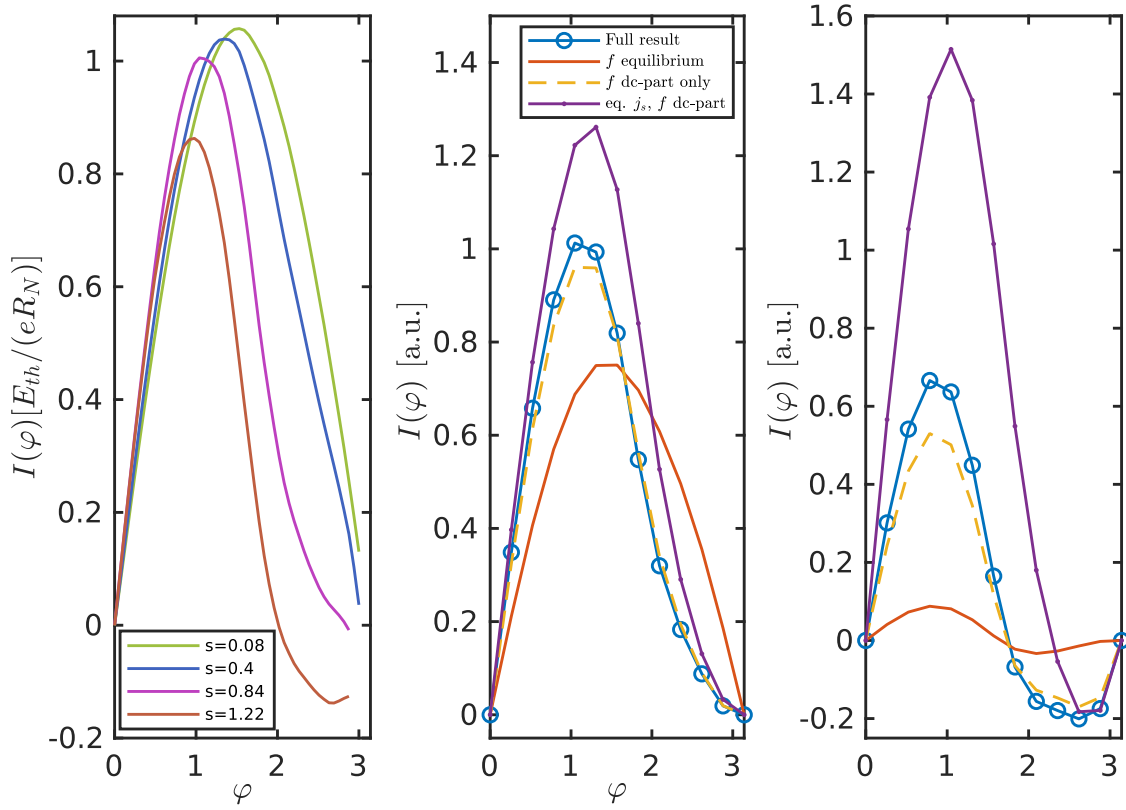 I(φ)[E_th/(eR_N)]
1
0.8
0.6
0.4
0.2
0
-0.2
0
1
2
3
φ
s=0.08
s=0.4
s=0.84
s=1.22
I(φ) [a.u.]
1.4
1.2
1
0.8
0.6
0.4
0.2
0
0
1
2
3
φ
Full result
f equilibrium
f dc-part only
eq. j_s, f dc-part
I(φ) [a.u.]
1.6
1.4
1.2
1
0.8
0.6
0.4
0.2
0
-0.2
0
1
2
3
φ